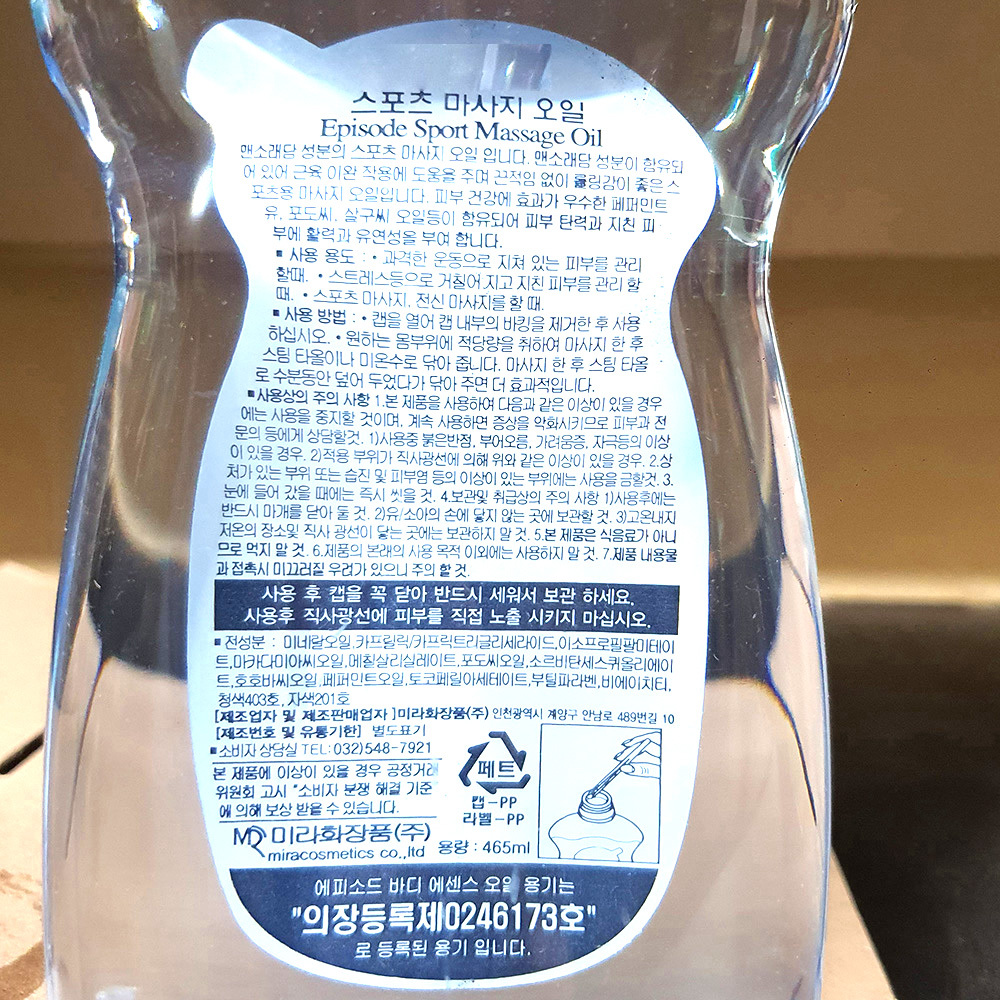 스포츠 마사지 오일
Episode Sport Massage Oil
맨소래담 성분의 스포츠 마사지 오일 입니다. 맨소래담 성분이 함유되
어 있어 근육 이완 작용에 도움을 주며 끈적임 없이 롤링감이 좋은 스
포츠용 마사지 오일입니다. 피부 건강에 효과가 우수한 페퍼민트
유, 포도씨, 살구씨 오일등이 함유되어 피부 탄력과 지친 피
부에 활력과 유연성을 부여 합니다.
■ 사용 용도 : • 과격한 운동으로 지쳐 있는 피부를 관리
할때. • 스트레스등으로 거칠어 지고 지친 피부를 관리 할
때. • 스포츠 마사지, 전신 마사지를 할 때.
■ 사용 방법 : • 캡을 열어 캡 내부의 바킹을 제거한 후 사용
하십시오. • 원하는 몸부위에 적당량을 취하여 마사지 한 후
스팀 타올이나 미온수로 닦아 줍니다. 마사지 한 후 스팀 타올
로 수분동안 덮어 두었다가 닦아 주면 더 효과적입니다.
■사용상의 주의 사항 1.본 제품을 사용하여 다음과 같은 이상이 있을 경우
에는 사용을 중지할 것이며, 계속 사용하면 증상을 악화시키므로 피부과 전
문의 등에게 상담할것. 1)사용중 붉은반점, 부어오름, 가려움증, 자극등의 이상
이 있을 경우. 2)적용 부위가 직사광선에 의해 위와 같은 이상이 있을 경우. 2.상
처가 있는 부위 또는 습진 및 피부염 등의 이상이 있는 부위에는 사용을 금할것. 3.
눈에 들어 갔을 때에는 즉시 씻을 것. 4.보관및 취급상의 주의 사항 1)사용후에는
반드시 마개를 닫아 둘 것. 2)유/소아의 손에 닿지 않는 곳에 보관할 것. 3)고온내지
저온의 장소및 직사 광선이 닿는 곳에는 보관하지 말 것. 5.본 제품은 식음료가 아니
므로 먹지 말 것. 6.제품의 본래의 사용 목적 이외에는 사용하지 말 것. 7.제품 내용물
과 접촉시 미끄러질 우려가 있으니 주의 할 것.
사용 후 캡을 꼭 닫아 반드시 세워서 보관 하세요.
사용후 직사광선에 피부를 직접 노출 시키지 마십시오.
■전성분 : 미네랄오일,카프릴릭/카프릭트리글리세라이드,이소프로필팔미테이
트,마카다미아씨오일,메칠살리실레이트,포도씨오일,소르비탄세스퀴올리에이
트,호호바씨오일,페퍼민트오일,토코페릴아세테이트,부틸파라벤,비에이치티,
청색403호, 자색201호
[제조업자 및 제조판매업자]미라화장품(주) 인천광역시 계양구 안남로 489번길 10
[제조번호 및 유통기한] 별도표기
■소비자 상담실 TEL:032)548-7921
본 제품에 이상이 있을 경우 공정거래
위원회 고시 "소비자 분쟁 해결 기준"
에 의해 보상 받을 수 있습니다.
페트
캡-PP
라벨-PP
MR 미라화장품(주)
miracosmetics co.,ltd 용량 : 465ml
에피소드 바디 에센스 오일 용기는
"의장등록제0246173호"
로 등록된 용기 입니다.